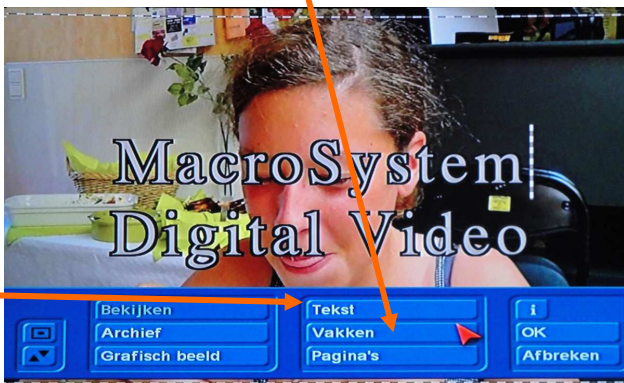 MacroSystem
Digital Video
Bekijken
Archief
Grafisch beeld
Tekst
Vakken
Pagina's
i
OK
Afbreken